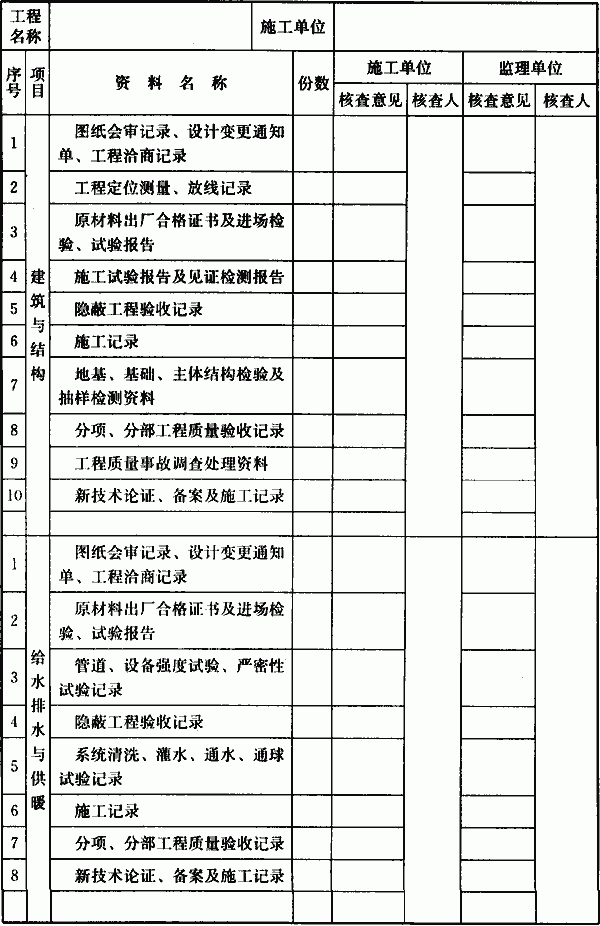 工程名称 施工单位
序号 项目 资料名称 份数 施工单位 监理单位
核查意见 核查人 核查意见 核查人
建筑与结构
1 图纸会审记录、设计变更通知
单、工程洽商记录
2 工程定位测量、放线记录
3 原材料出厂合格证书及进场检
验、试验报告
4 施工试验报告及见证检测报告
5 隐蔽工程验收记录
6 施工记录
7 地基、基础、主体结构检验及
抽样检测资料
8 分项、分部工程质量验收记录
9 工程质量事故调查处理资料
10 新技术论证、备案及施工记录
给水排水与供暖
1 图纸会审记录、设计变更通知
单、工程洽商记录
2 原材料出厂合格证书及进场检
验、试验报告
3 管道、设备强度试验、严密性
试验记录
4 隐蔽工程验收记录
5 系统清洗、灌水、通水、通球
试验记录
6 施工记录
7 分项、分部工程质量验收记录
8 新技术论证、备案及施工记录